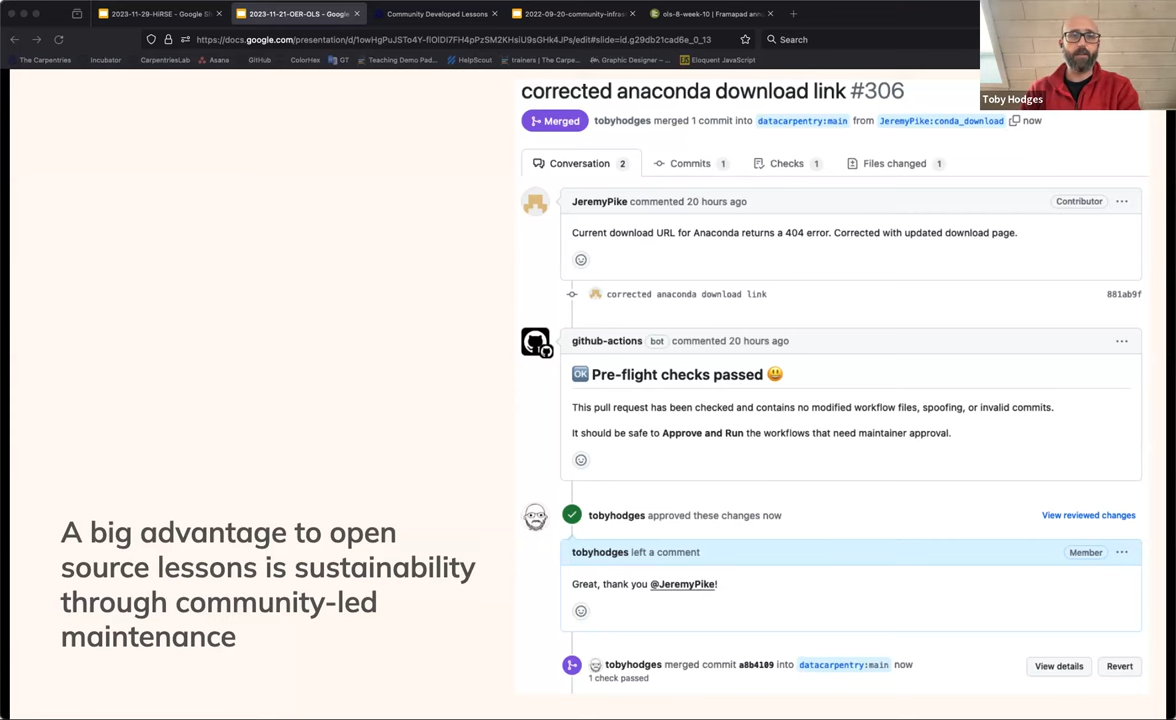 2023-11-29-HiRSE - Google Sl
2023-11-21-OER-OLS - Google
Community Developed Lessons
2022-09-20-community-infras
ols-8-week-10 | Framapad ann
https://docs.google.com/presentation/d/1owHgPuJSTo4Y-flOlDI7FH4pPzSM2KHsiU9sGHk4JPs/edit#slide=id.g29db21cad6e_0_13
Search
The Carpentries
Incubator
CarpentriesLab
Asana
GitHub
ColorHex
GT
Teaching Demo Pad...
HelpScout
trainers | The Carpe...
Graphic Designer – ...
Eloquent JavaScript
Toby Hodges
corrected anaconda download link #306
Merged tobyhodges merged 1 commit into datacarpentry:main from JeremyPike:conda_download now
Conversation 2 Commits 1 Checks 1 Files changed 1
JeremyPike commented 20 hours ago Contributor ...
Current download URL for Anaconda returns a 404 error. Corrected with updated download page.
corrected anaconda download link 881ab9f
github-actions bot commented 20 hours ago ...
OK Pre-flight checks passed 😃
This pull request has been checked and contains no modified workflow files, spoofing, or invalid commits.
It should be safe to Approve and Run the workflows that need maintainer approval.
tobyhodges approved these changes now View reviewed changes
tobyhodges left a comment Member ...
Great, thank you @JeremyPike!
tobyhodges merged commit a8b4109 into datacarpentry:main now View details Revert
1 check passed
A big advantage to open
source lessons is sustainability
through community-led
maintenance